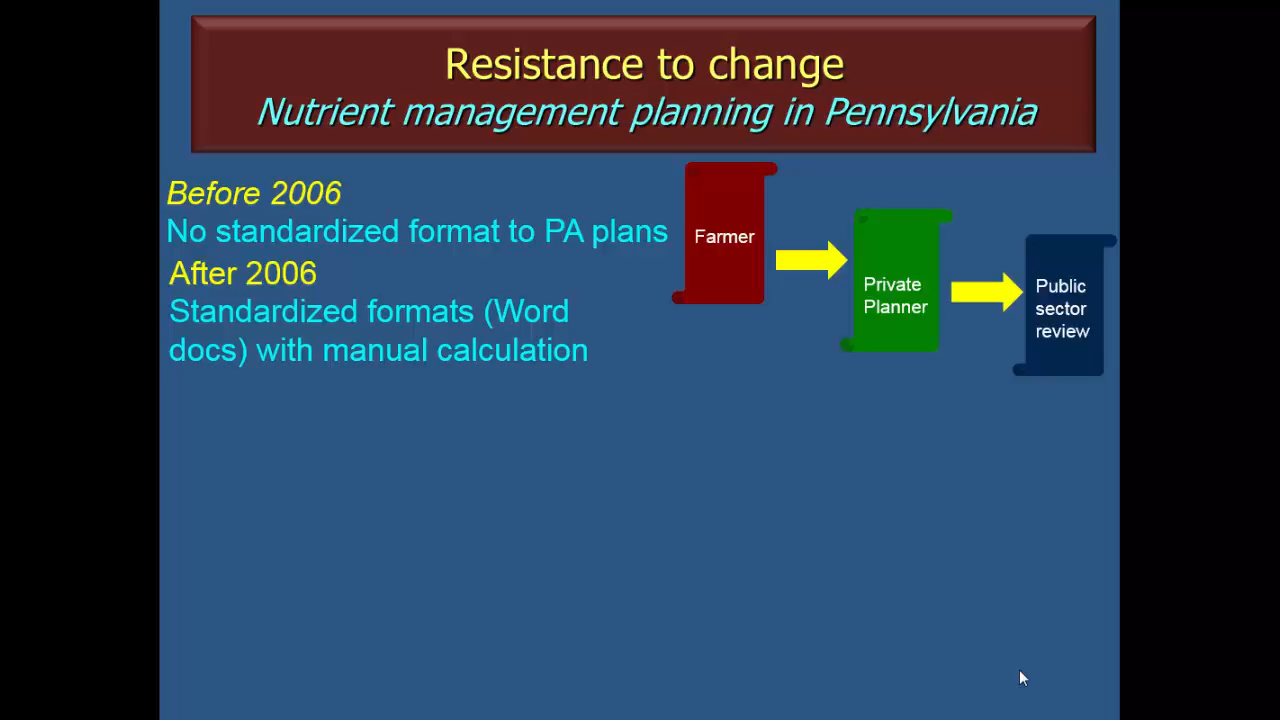 Resistance to change
Nutrient management planning in Pennsylvania
Before 2006
No standardized format to PA plans
After 2006
Standardized formats (Word
docs) with manual calculation
Farmer
Private
Planner
Public
sector
review